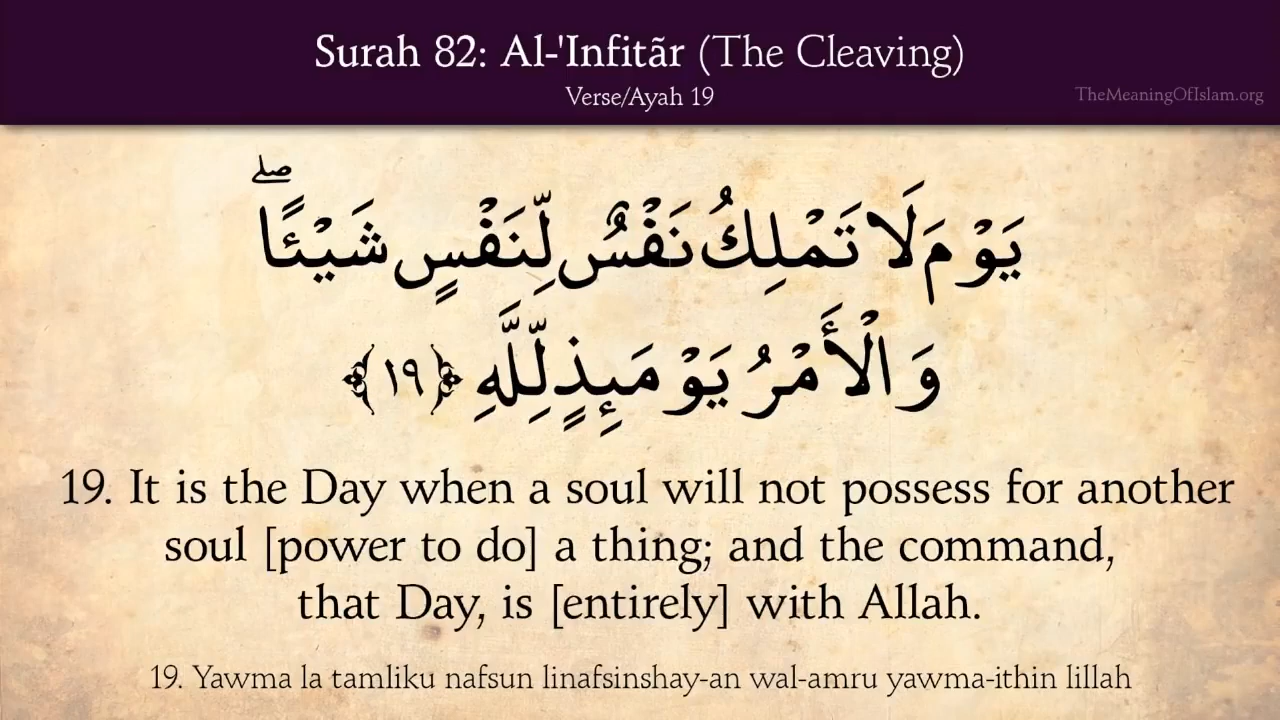 Surah 82: Al-'Infitãr (The Cleaving)
Verse/Ayah 19
TheMeaningOfIslam.org
يَوْمَ لَا تَمْلِكُ نَفْسٌ لِّنَفْسٍ شَيْئًا ۖ
وَالْأَمْرُ يَوْمَئِذٍ لِّلَّهِ ﴿١٩﴾
19. It is the Day when a soul will not possess for another
soul [power to do] a thing; and the command,
that Day, is [entirely] with Allah.
19. Yawma la tamliku nafsun linafsinshay-an wal-amru yawma-ithin lillah